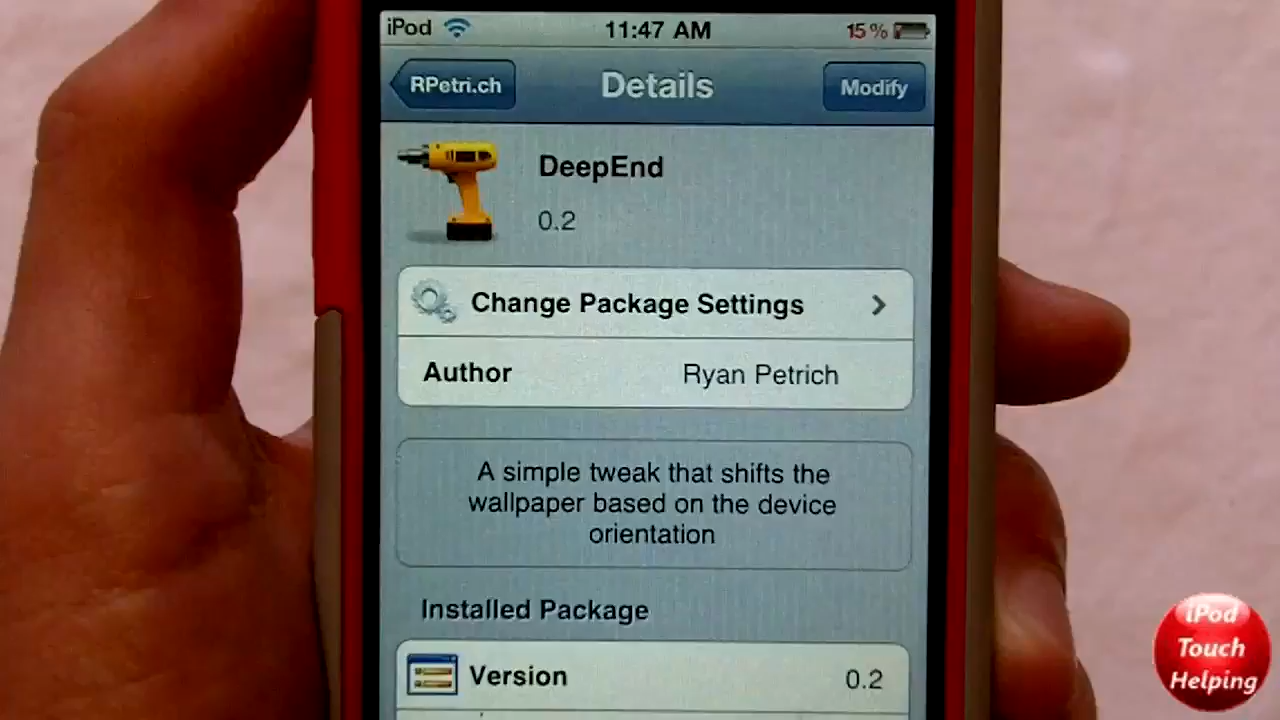 iPod 11:47 AM 15%
RPetri.ch Details Modify
DeepEnd
0.2
Change Package Settings
Author Ryan Petrich
A simple tweak that shifts the
wallpaper based on the device
orientation
Installed Package
Version 0.2
iPod
Touch
Helping